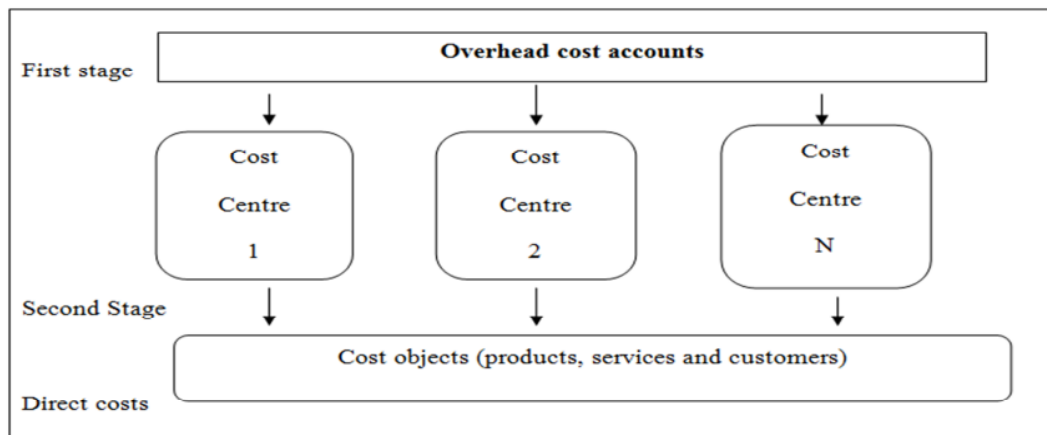 Overhead cost accounts
First stage
Cost
Centre
1
Cost
Centre
2
Cost
Centre
N
Second Stage
Cost objects (products, services and customers)
Direct costs